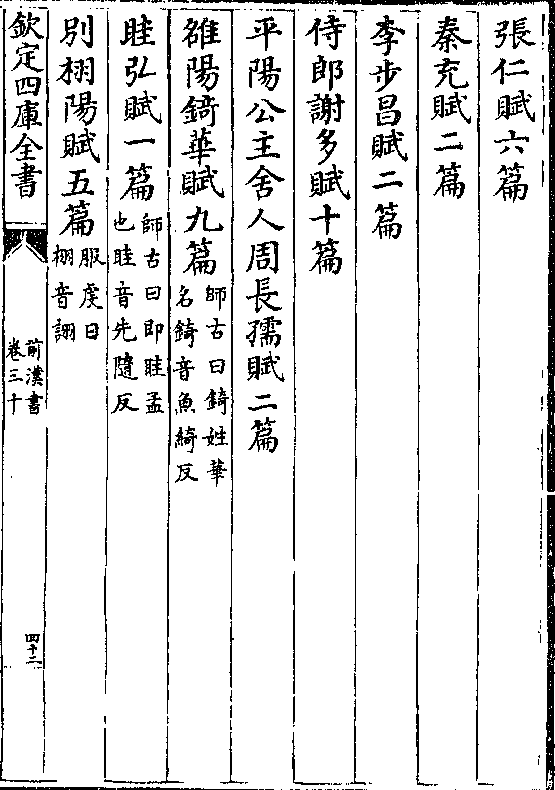 張仁賦六篇
秦充賦二篇
李步昌賦二篇
侍郎謝多賦十篇
平陽公主舍人周長孺賦二篇
雒陽錡華賦九篇師古曰錡姓華名錡音魚綺反
眭弘賦一篇師古曰即眭孟也眭音先隨反
別栩陽賦五篇服虔曰栩音詡
欽定四庫全書
前漢書
卷三十
四十二